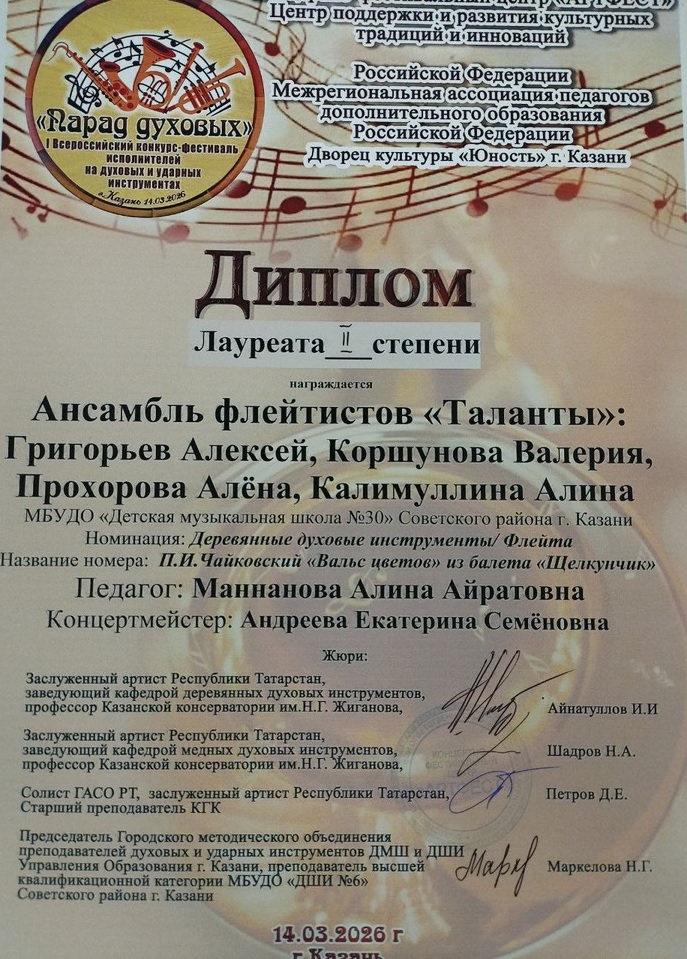 Центр поддержки и развития культурных
традиций и инноваций
Российской Федерации
Межрегиональная ассоциация педагогов
дополнительного образования
Российской Федерации
Дворец культуры «Юность» г. Казани
«Парад духовых»
I Всероссийский конкурс-фестиваль
исполнителей
на духовых и ударных
инструментах
г.Казань 14.03.2026
Диплом
Лауреата II степени
награждается
Ансамбль флейтистов «Таланты»:
Григорьев Алексей, Коршунова Валерия,
Прохорова Алёна, Калимуллина Алина
МБУДО «Детская музыкальная школа №30» Советского района г. Казани
Номинация: Деревянные духовые инструменты/ Флейта
Название номера: П.И.Чайковский «Вальс цветов» из балета «Щелкунчик»
Педагог: Маннанова Алина Айратовна
Концертмейстер: Андреева Екатерина Семёновна
Жюри:
Заслуженный артист Республики Татарстан,
заведующий кафедрой деревянных духовых инструментов,
профессор Казанской консерватории им.Н.Г. Жиганова,
Айнатуллов И.И
Заслуженный артист Республики Татарстан,
заведующий кафедрой медных духовых инструментов,
профессор Казанской консерватории им.Н.Г. Жиганова,
Шадров Н.А.
Солист ГАСО РТ, заслуженный артист Республики Татарстан,
Старший преподаватель КГК
Петров Д.Е.
Председатель Городского методического объединения
преподавателей духовых и ударных инструментов ДМШ и ДШИ
Управления Образования г. Казани, преподаватель высшей
квалификационной категории МБУДО «ДШИ №6»
Советского района г. Казани
Маркелова Н.Г.
14.03.2026 г
г.Казань